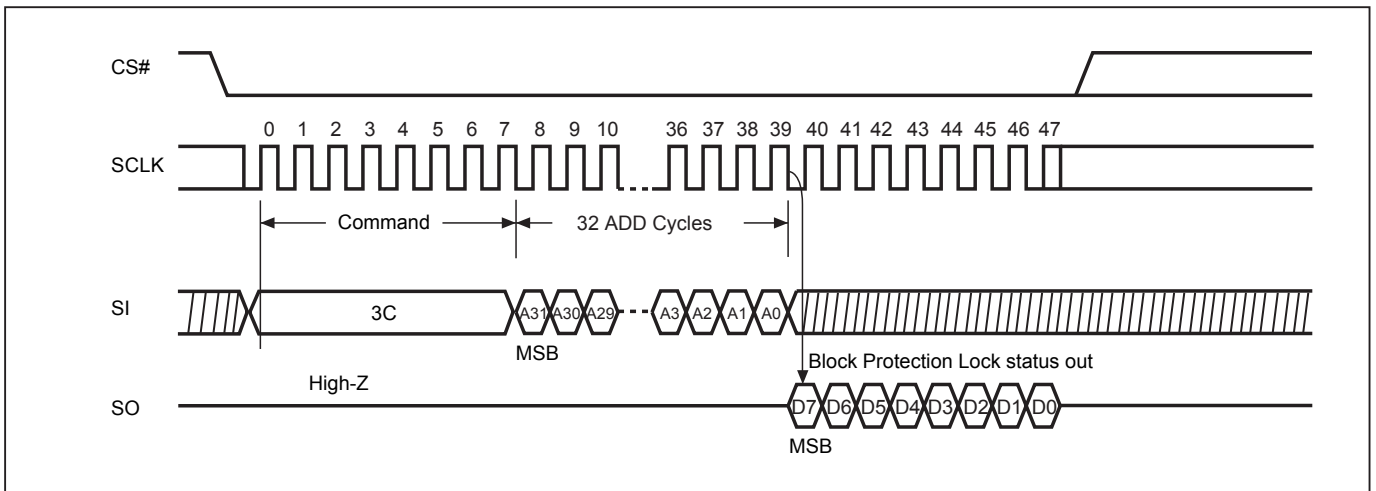 CS#
0 1 2 3 4 5 6 7 8 9 10 36 37 38 39 40 41 42 43 44 45 46 47
SCLK
Command 32 ADD Cycles
SI 3C A31 A30 A29 A3 A2 A1 A0
MSB
Block Protection Lock status out
High-Z
SO D7 D6 D5 D4 D3 D2 D1 D0
MSB